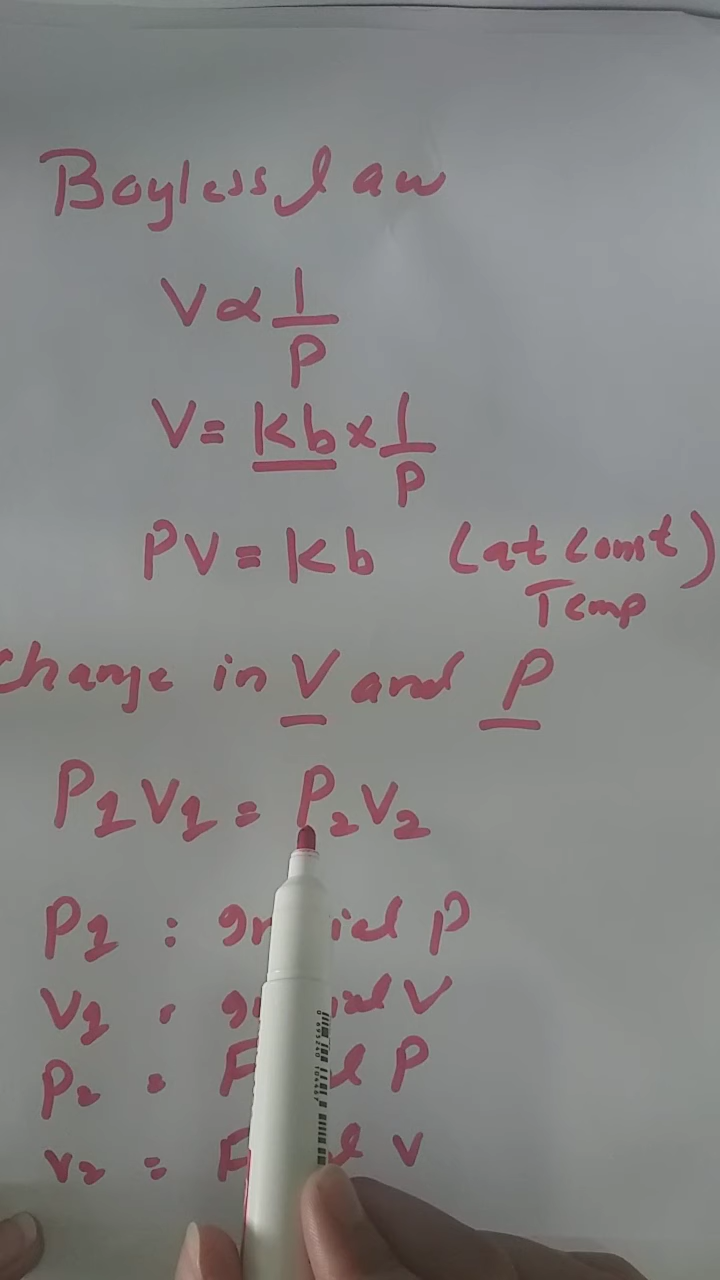 Boyless law
V ∝ 1/P
V = Kb × 1/P
PV = Kb (at const Temp)
change in V and P
P1V1 = P2V2
P1 : P
V1 : V
P2 = P
V2 = V